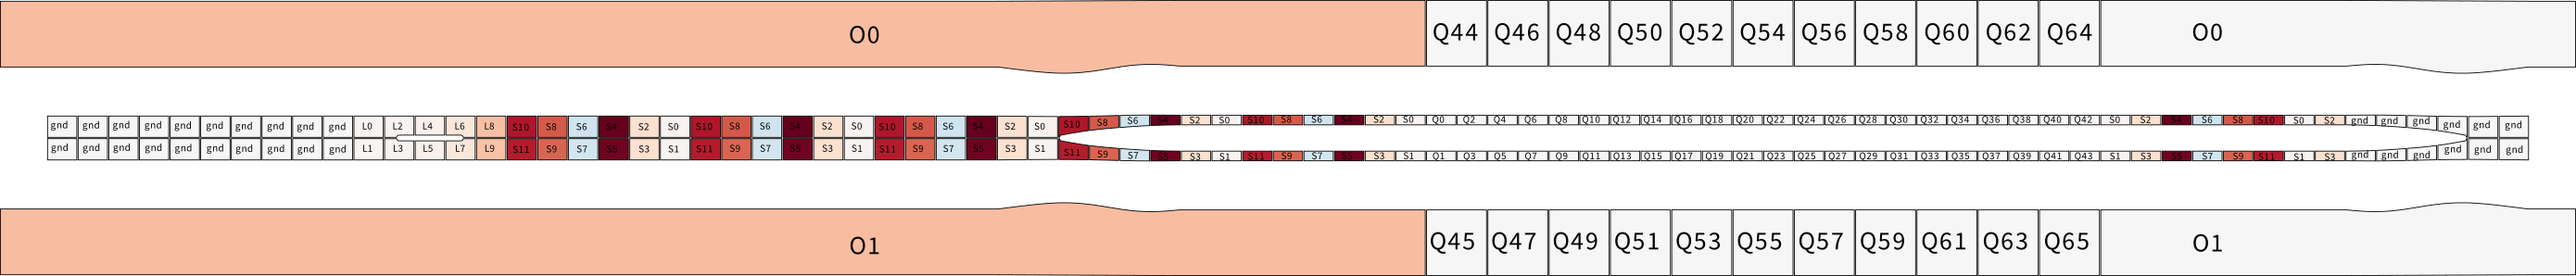 O0 Q44 Q46 Q48 Q50 Q52 Q54 Q56 Q58 Q60 Q62 Q64 O0
gnd gnd gnd gnd gnd gnd gnd gnd gnd gnd L0 L2 L4 L6 L8 S10 S8 S6 S4 S2 S0 S10 S8 S6 S4 S2 S0 S10 S8 S6 S4 S2 S0 S10 S8 S6 S4 S2 S0 S10 S8 S6 S4 S2 S0 Q0 Q2 Q4 Q6 Q8 Q10 Q12 Q14 Q16 Q18 Q20 Q22 Q24 Q26 Q28 Q30 Q32 Q34 Q36 Q38 Q40 Q42 S0 S2 S4 S6 S8 S10 S0 S2 gnd gnd gnd gnd gnd gnd
gnd gnd gnd gnd gnd gnd gnd gnd gnd gnd L1 L3 L5 L7 L9 S11 S9 S7 S5 S3 S1 S11 S9 S7 S5 S3 S1 S11 S9 S7 S5 S3 S1 S11 S9 S7 S5 S3 S1 S11 S9 S7 S5 S3 S1 Q1 Q3 Q5 Q7 Q9 Q11 Q13 Q15 Q17 Q19 Q21 Q23 Q25 Q27 Q29 Q31 Q33 Q35 Q37 Q39 Q41 Q43 S1 S3 S5 S7 S9 S11 S1 S3 gnd gnd gnd gnd gnd gnd
O1 Q45 Q47 Q49 Q51 Q53 Q55 Q57 Q59 Q61 Q63 Q65 O1